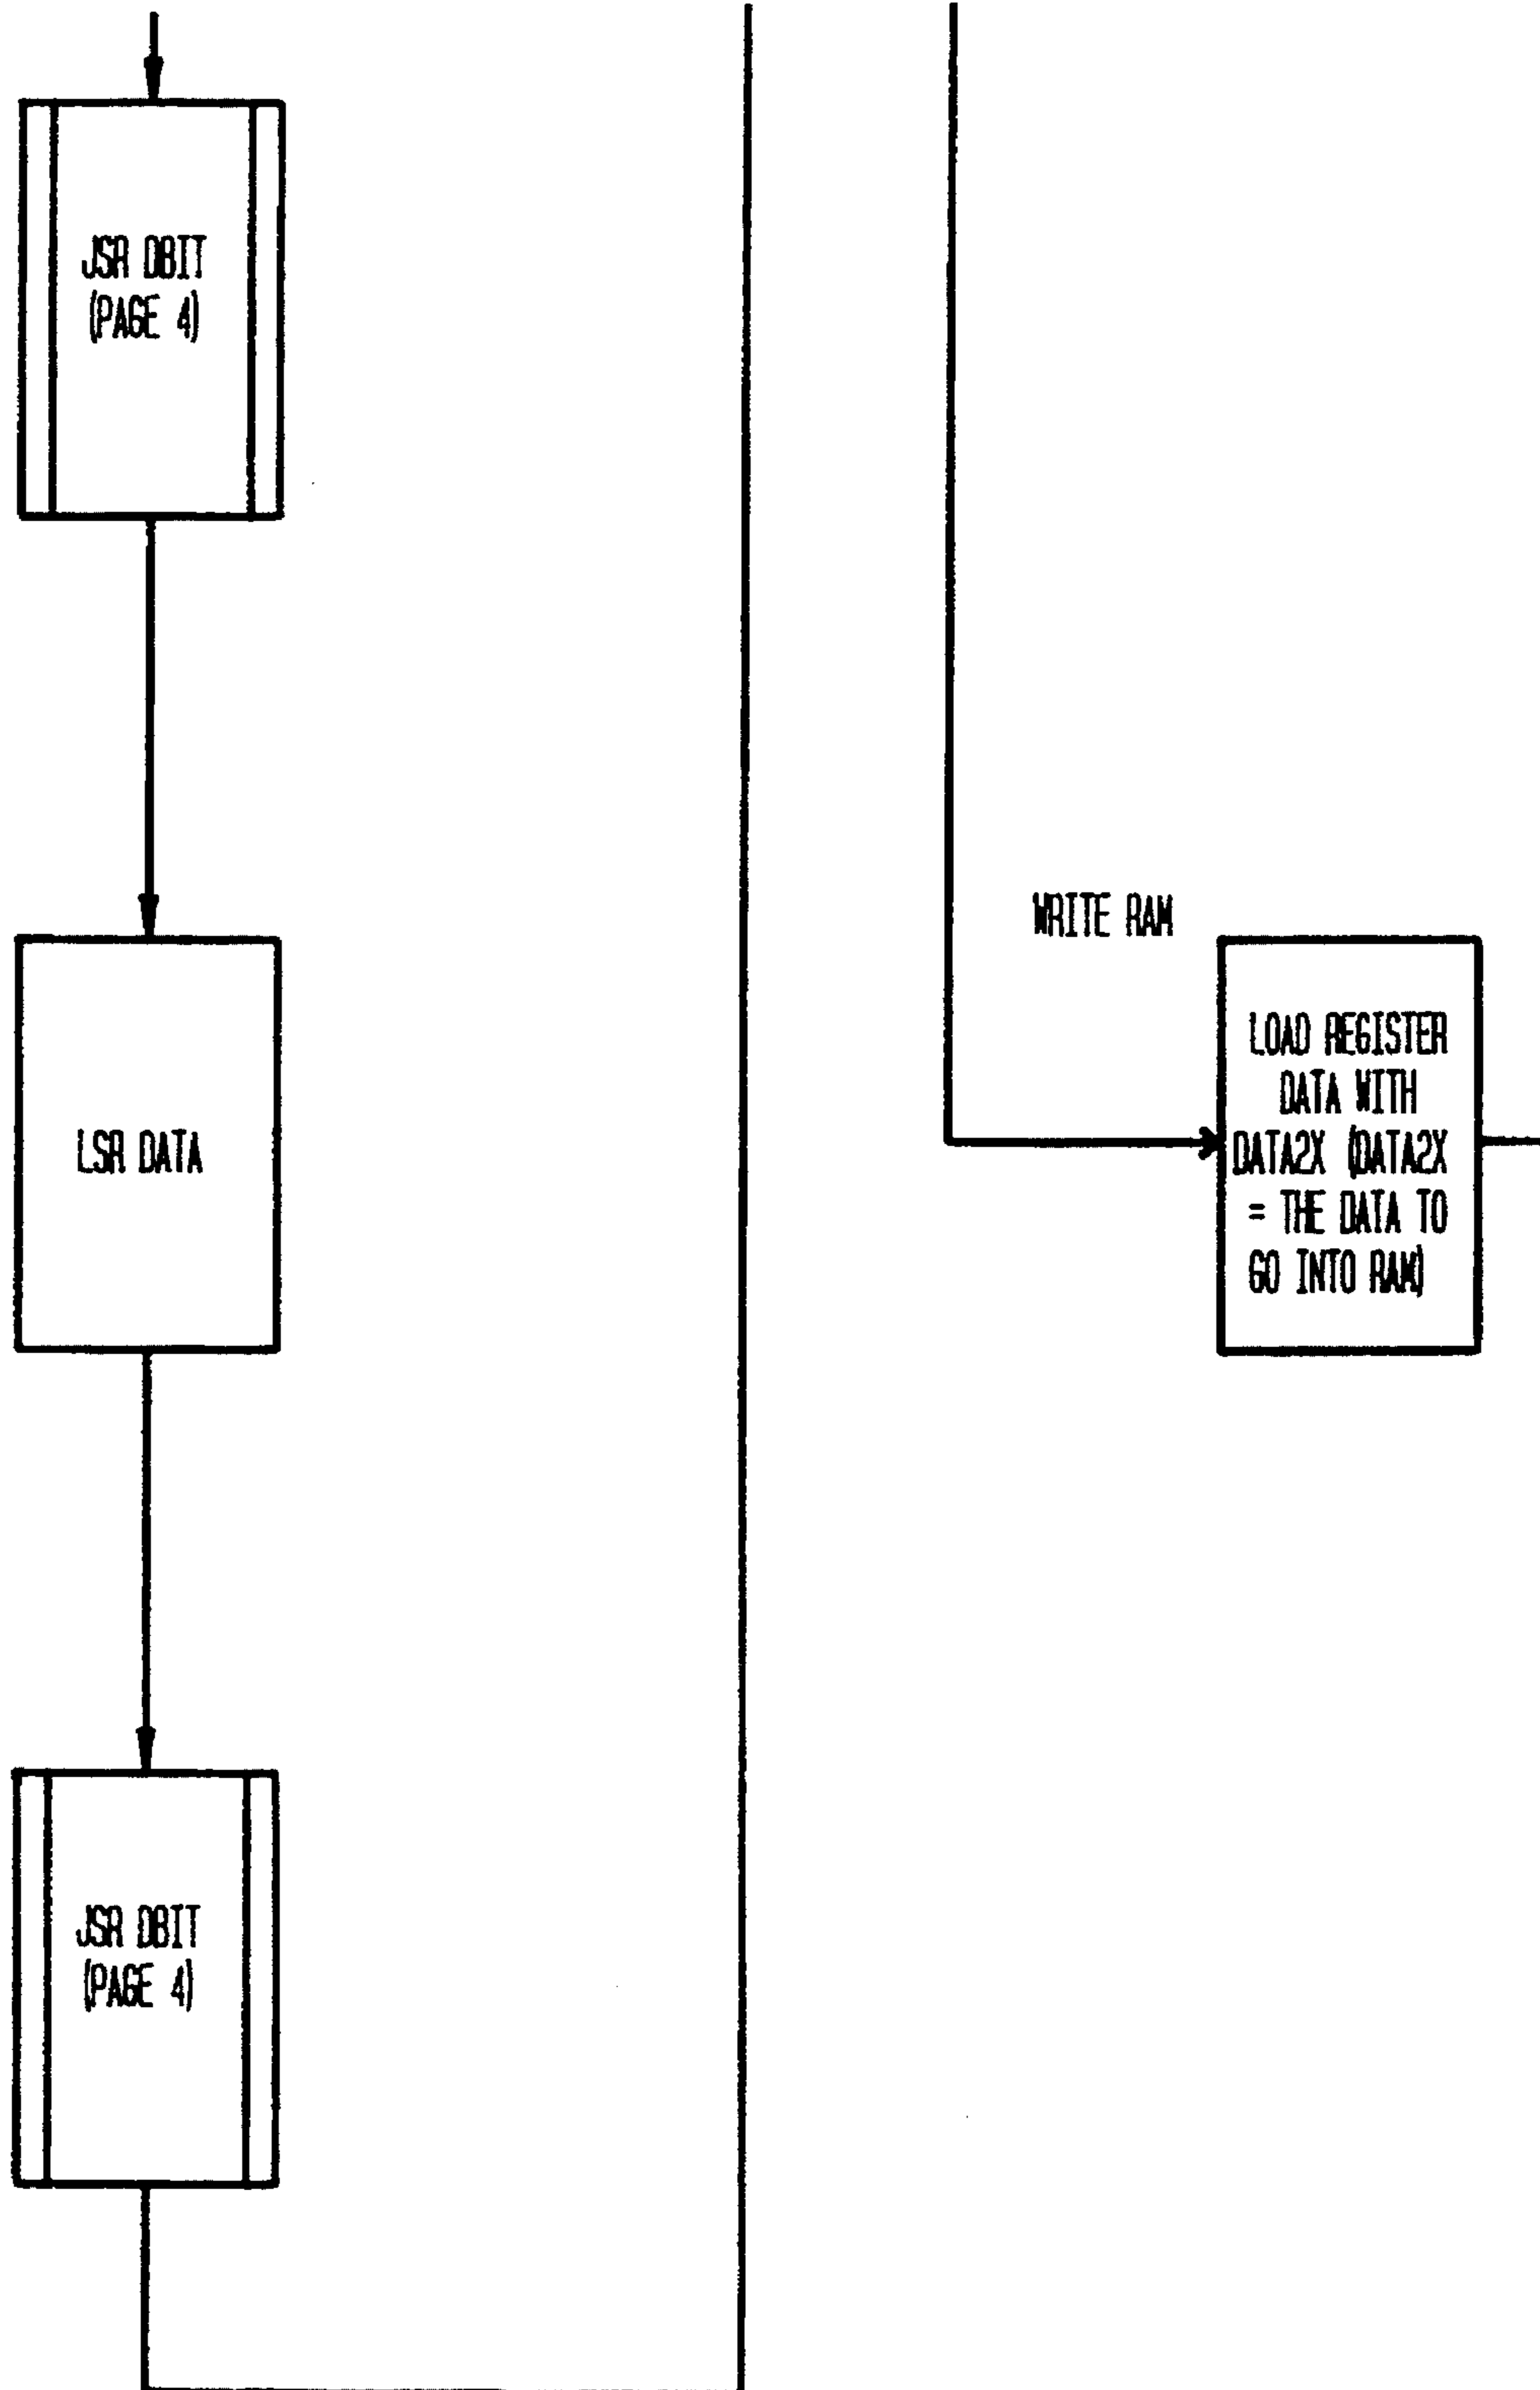 JSR DBIT
(PAGE 4)
LSR DATA
JSR DBIT
(PAGE 4)
WRITE RAM
LOAD REGISTER
DATA WITH
DATA2X (DATA2X
= THE DATA TO
GO INTO RAM)